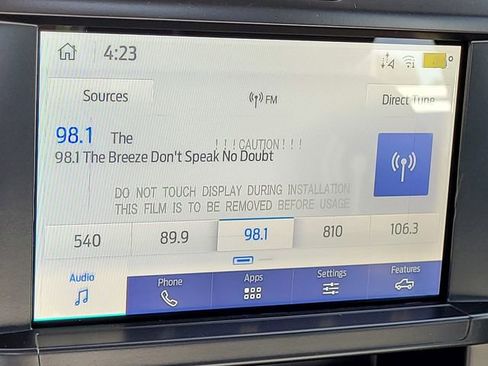 4:23
Sources
FM
Direct Tune
98.1 The
! ! ! CAUTION ! ! !
98.1 The Breeze Don't Speak No Doubt
DO NOT TOUCH DISPLAY DURING INSTALLATION
THIS FILM IS TO BE REMOVED BEFORE USAGE
540 89.9 98.1 810 106.3
Audio Phone Apps Settings Features